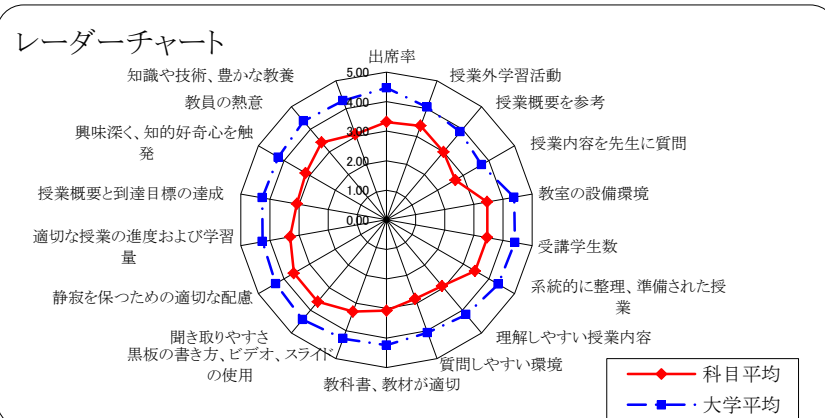 レーダーチャート
出席率
授業外学習活動
授業概要を参考
授業内容を先生に質問
教室の設備環境
受講学生数
系統的に整理、準備された授
業
理解しやすい授業内容
質問しやすい環境
教科書、教材が適切
黒板の書き方、ビデオ、スライド
の使用
聞き取りやすさ
静寂を保つための適切な配慮
適切な授業の進度および学習
量
授業概要と到達目標の達成
興味深く、知的好奇心を触
発
教員の熱意
知識や技術、豊かな教養
5.00
4.00
3.00
2.00
1.00
0.00
科目平均
大学平均